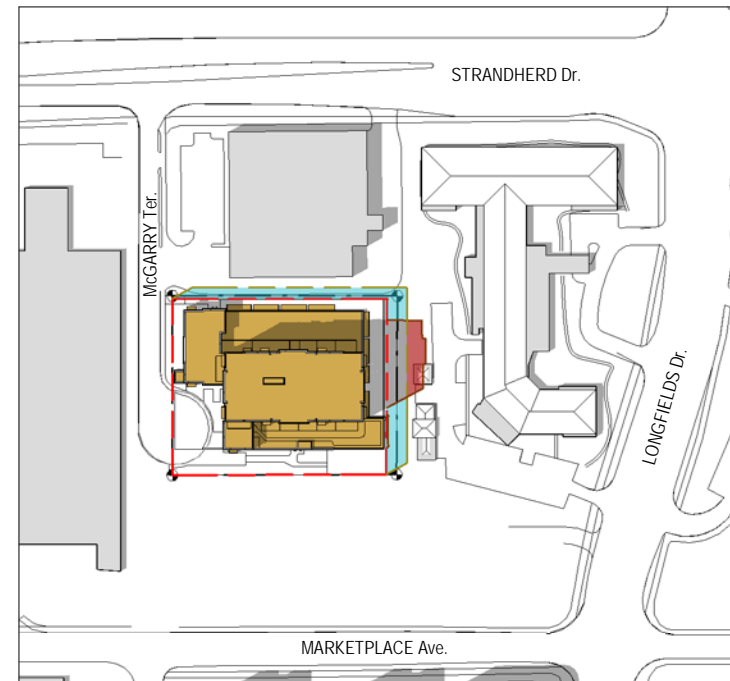 STRANDHERD Dr.
McGARRY Ter.
LONGFIELDS Dr.
MARKETPLACE Ave.